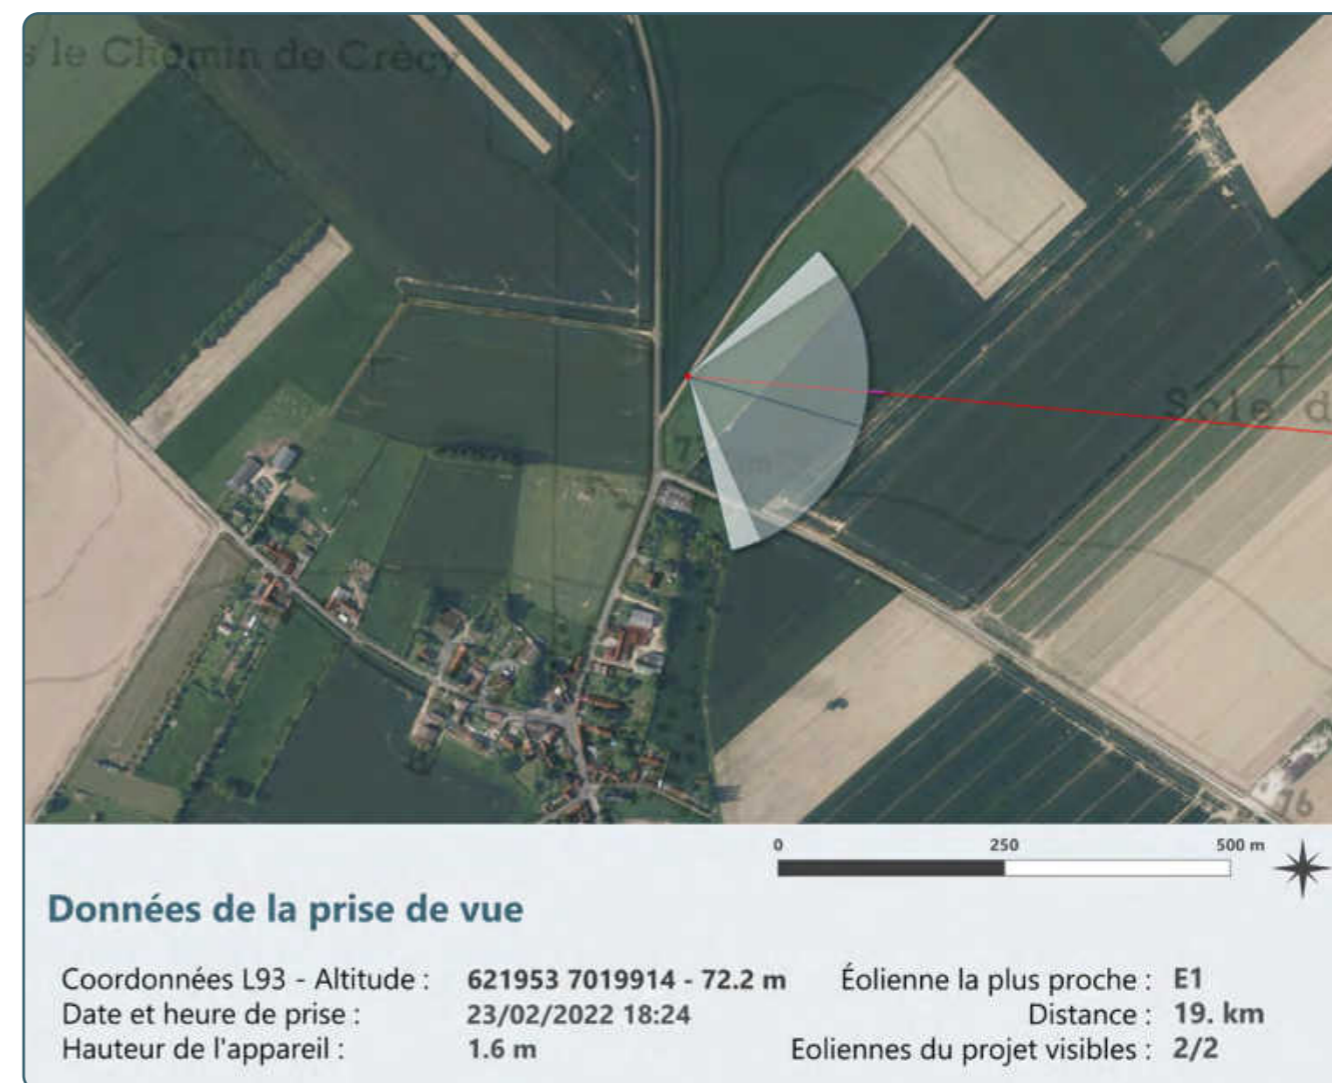 s le Chemin de Crécy
Sole d
76
0 250 500 m
Données de la prise de vue
Coordonnées L93 - Altitude : 621953 7019914 - 72.2 m Éolienne la plus proche : E1
Date et heure de prise : 23/02/2022 18:24 Distance : 19. km
Hauteur de l'appareil : 1.6 m Eoliennes du projet visibles : 2/2